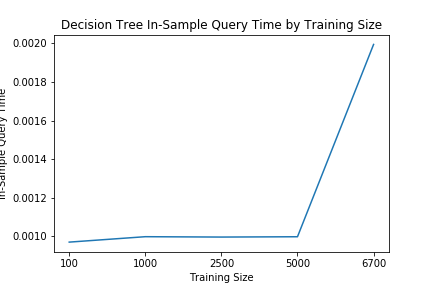 Decision Tree In-Sample Query Time by Training Size
0.0020
0.0018
0.0016
0.0014
0.0012
0.0010
In-Sample Query Time
100 1000 2500 5000 6700
Training Size